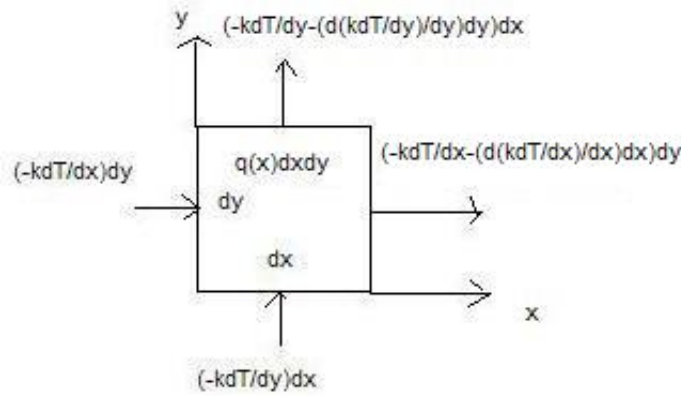 y
(-kdT/dy-(d(kdT/dy)/dy)dy)dx
q(x)dxdy
(-kdT/dx-(d(kdT/dx)/dx)dx)dy
(-kdT/dx)dy
dy
dx
x
(-kdT/dy)dx